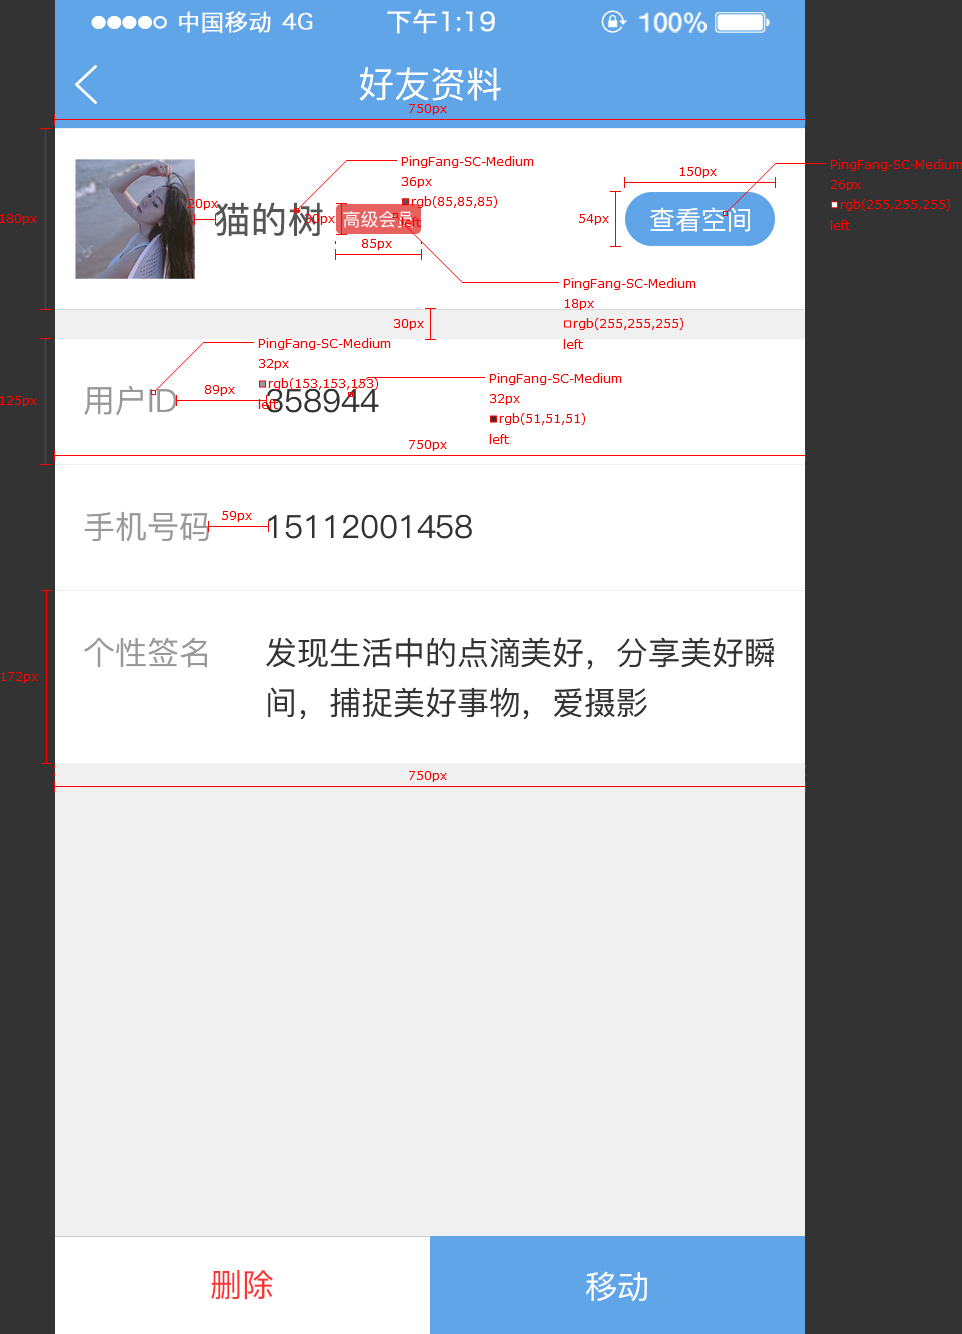 中国移动 4G 下午1:19 100%
好友资料
750px
PingFang-SC-Medium
36px
rgb(85,85,85)
left
150px
PingFang-SC-Medium
26px
rgb(255,255,255)
left
180px
20px
猫的树
30px
高级会员
85px
54px
查看空间
PingFang-SC-Medium
18px
rgb(255,255,255)
left
30px
PingFang-SC-Medium
32px
rgb(153,153,153)
left
PingFang-SC-Medium
32px
rgb(51,51,51)
left
125px
用户ID
89px
358944
750px
手机号码
59px
15112001458
172px
个性签名
发现生活中的点滴美好，分享美好瞬
间，捕捉美好事物，爱摄影
750px
删除
移动